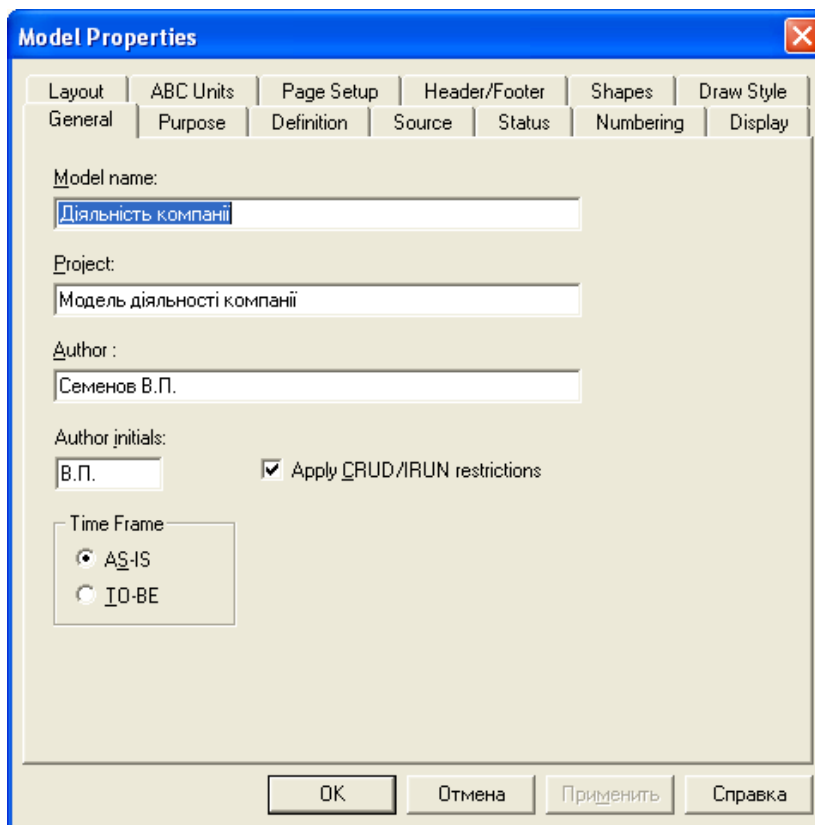 Model Properties
Layout ABC Units Page Setup Header/Footer Shapes Draw Style
General Purpose Definition Source Status Numbering Display
Model name:
Діяльність компанії
Project:
Модель діяльності компанії
Author :
Семенов В.П.
Author initials:
В.П.
Apply CRUD/IRUN restrictions
Time Frame
AS-IS
TO-BE
OK Отмена Применить Справка